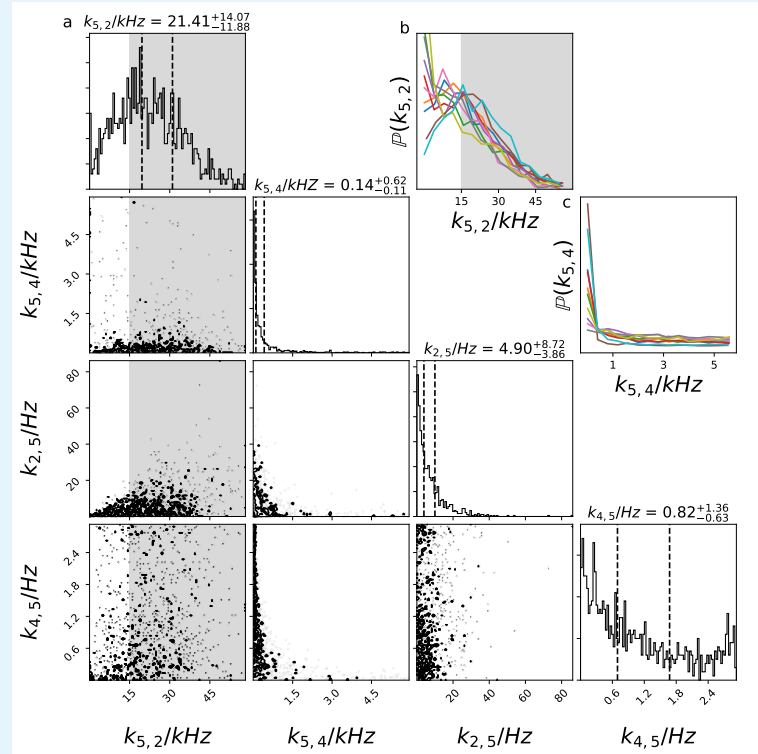 a
k5,2/kHz = 21.41+14.07−11.88
b
ℙ(k5,2)
15 30 45
k5,2/kHz
c
k5,4/kHZ = 0.14+0.62−0.11
4.5
3.0
1.5
k5,4/kHz
ℙ(k5,4)
1 3 5
k5,4/kHz
k2,5/Hz = 4.90+8.72−3.86
80
60
40
20
k2,5/Hz
k4,5/Hz = 0.82+1.36−0.63
2.4
1.8
1.2
0.6
k4,5/Hz
15 30 45
1.5 3.0 4.5
20 40 60 80
0.6 1.2 1.8 2.4
k5,2/kHz k5,4/kHz k2,5/Hz k4,5/Hz